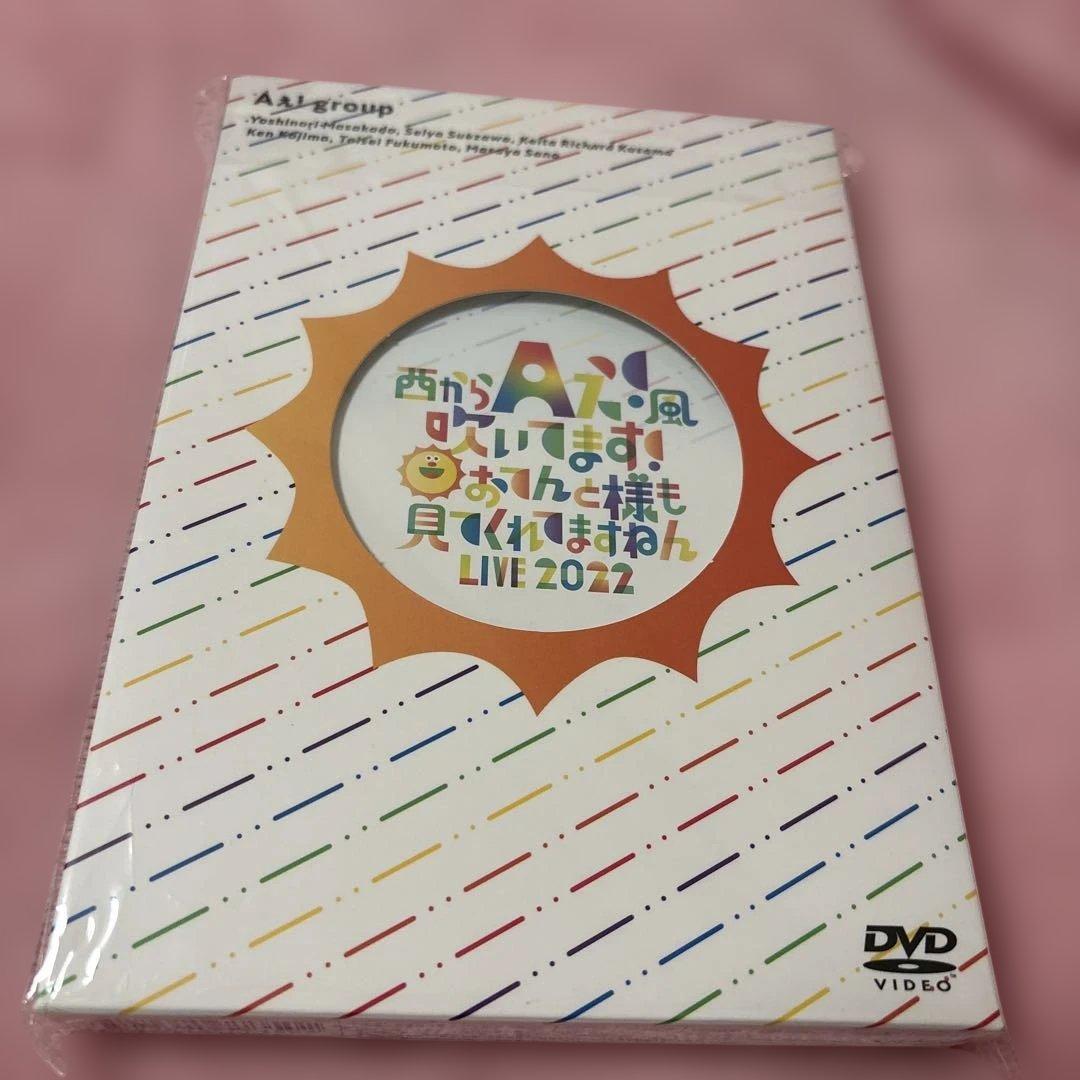 Aぇ! group
Yoshinori Masakado, Seiya Suezawa, Keita Richard Kusama
Ken Kojima, Taisei Fukumoto, Masaya Sano
西からAぇ!風
吹いてます!
おてんと様も
見てくれてますねん
LIVE 2022
DVD
VIDEO™